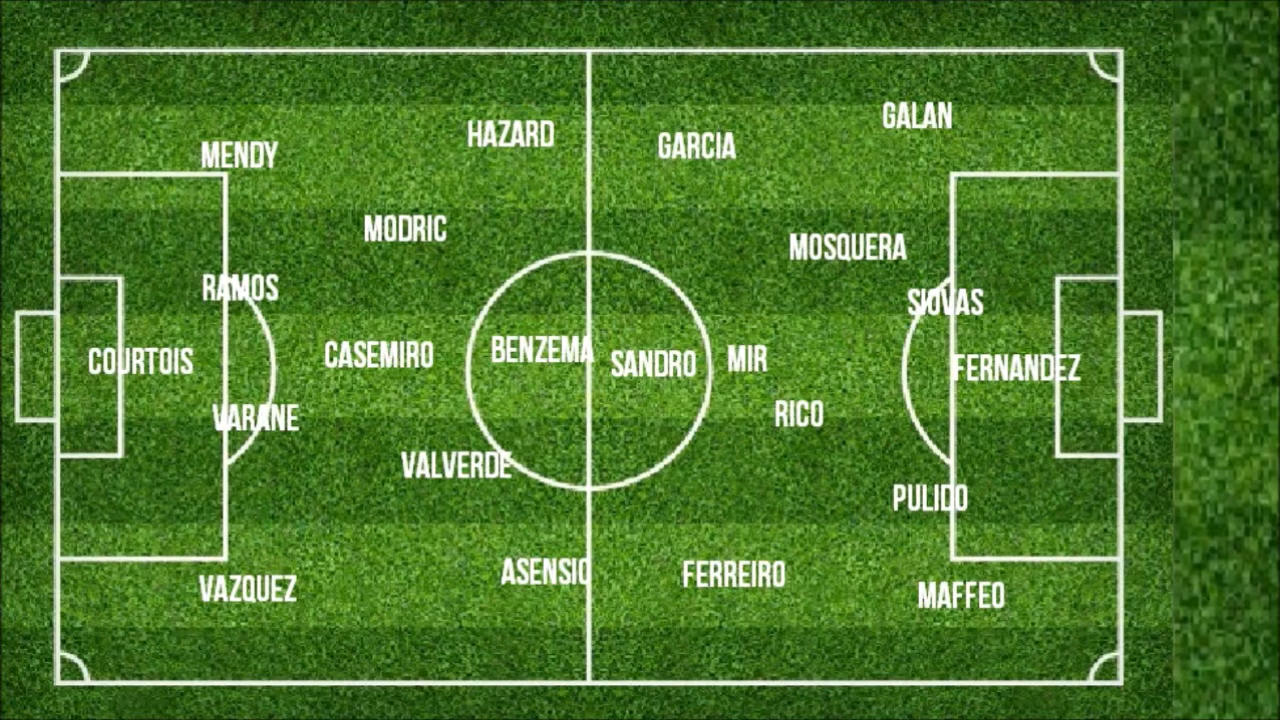 GALAN
HAZARD
GARCIA
MENDY
MODRIC
MOSQUERA
RAMOS
SIOVAS
COURTOIS
CASEMIRO
BENZEMA
SANDRO
MIR
FERNANDEZ
VARANE
RICO
VALVERDE
PULIDO
ASENSIO
FERREIRO
VAZQUEZ
MAFFEO